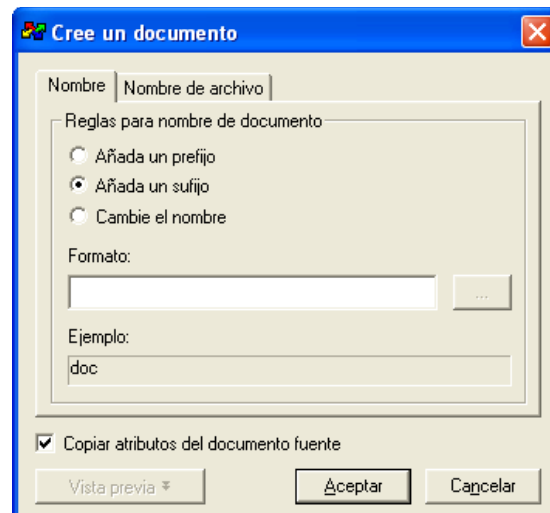 Cree un documento
Nombre Nombre de archivo
Reglas para nombre de documento
Añada un prefijo
Añada un sufijo
Cambie el nombre
Formato:
...
Ejemplo:
doc
Copiar atributos del documento fuente
Vista previa Aceptar Cancelar